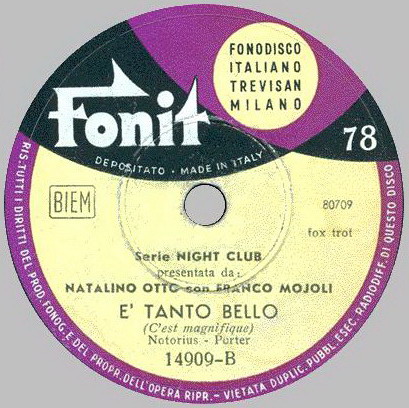 Fonit
FONODISCO
ITALIANO
TREVISAN
MILANO
DEPOSITATO • MADE IN ITALY
78
BIEM
80709
fox trot
Serie NIGHT CLUB
presentata da:
NATALINO OTTO con FRANCO MOJOLI
E' TANTO BELLO
(C'est magnifique)
Notorius - Porter
14909-B
RIS. TUTTI I DIRITTI DEL PROD. FONOG. E DEL PROPR. DELL'OPERA RIPR. - VIETATA DUPLIC. PUBBL. ESEC. RADIODIFF. DI QUESTO DISCO